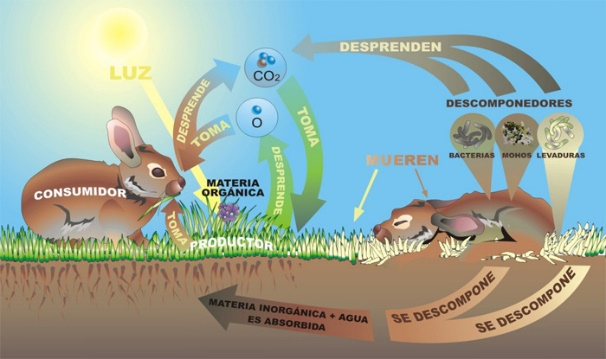 LUZ
CO2
O
DESPRENDE
TOMA
TOMA
DESPRENDE
MATERIA
ORGÁNICA
CONSUMIDOR
TOMA
PRODUCTOR
DESPRENDEN
DESCOMPONEDORES
BACTERIAS
MOHOS
LEVADURAS
MUEREN
SE DESCOMPONE
SE DESCOMPONE
MATERIA INORGÁNICA + AGUA
ES ABSORBIDA